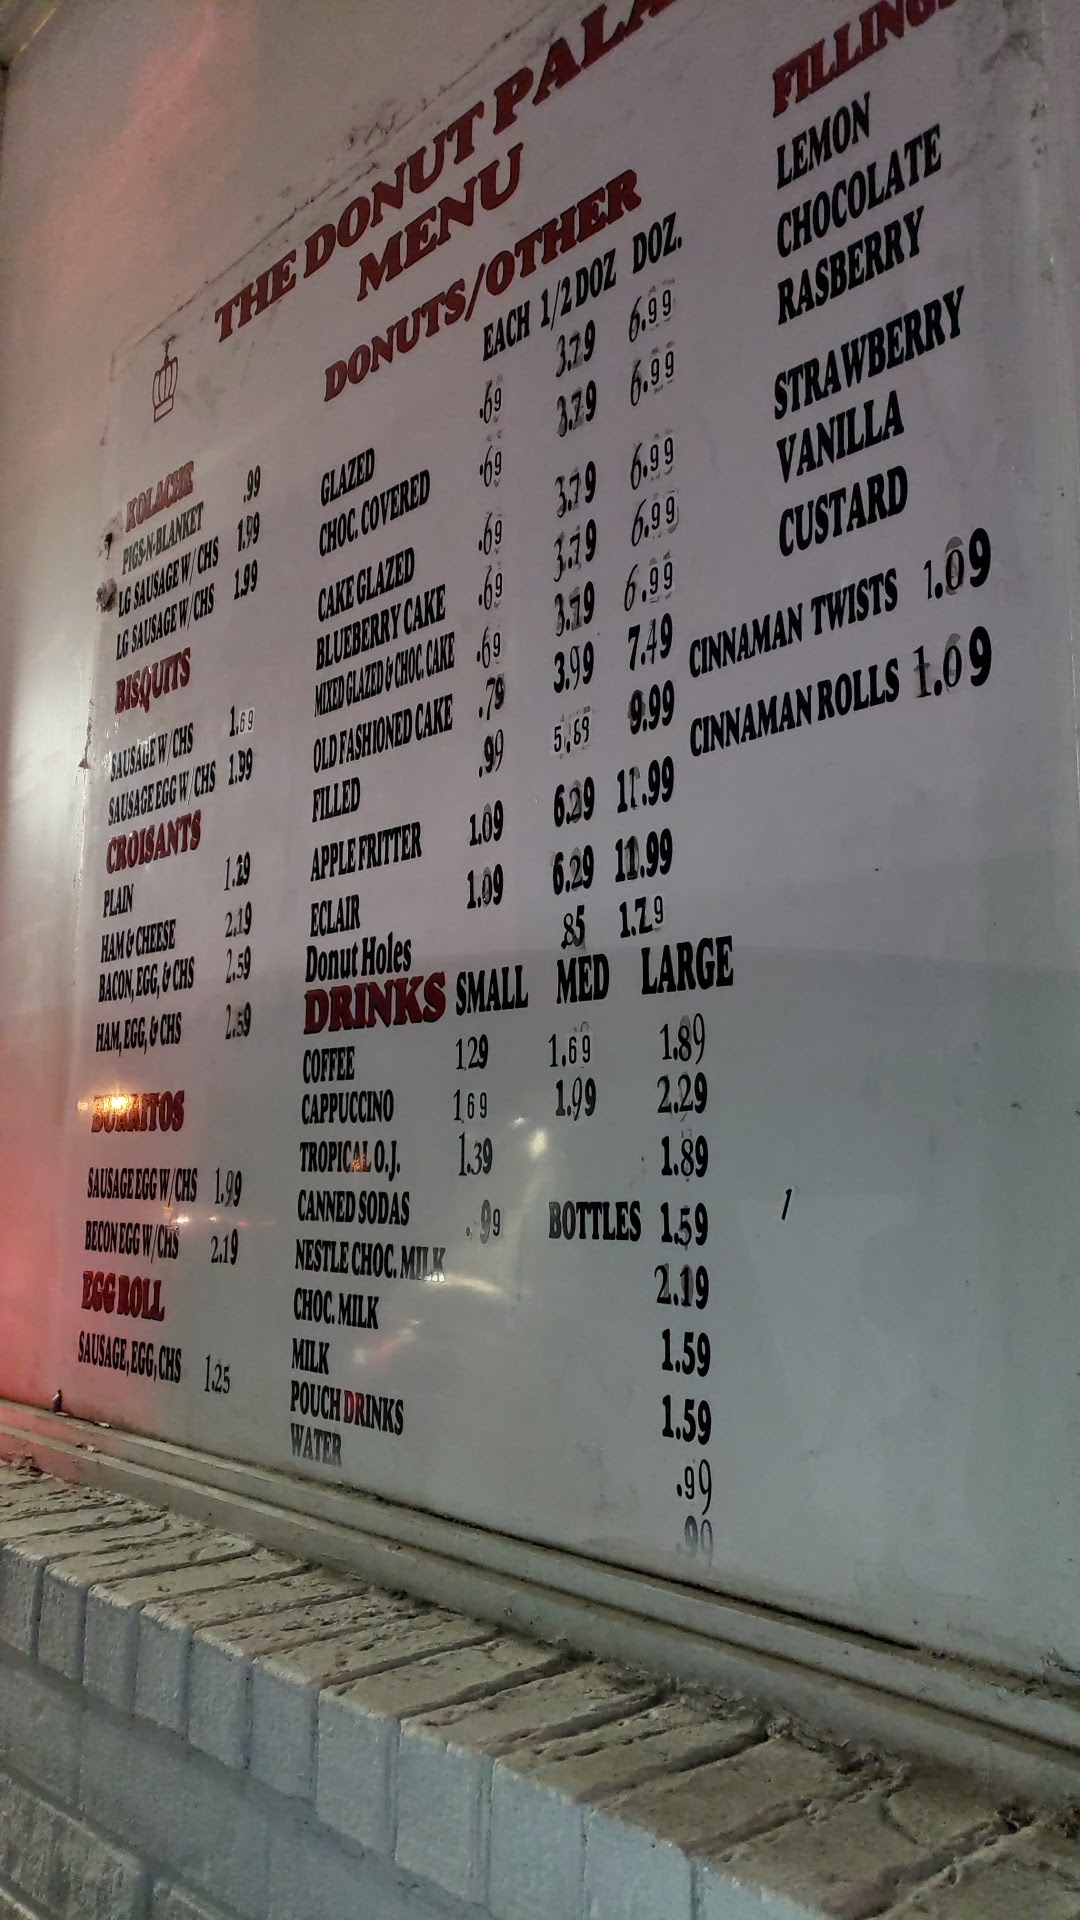 THE DONUT
MENU
KOLACHE
PIGS-N-BLANKET .99
LG SAUSAGE W/ CHS 1.99
LG SAUSAGE W/CHS 1.99
BISQUITS
SAUSAGE W/CHS 1.69
SAUSAGE EGG W/CHS 1.99
CROISANTS
PLAIN 1.29
HAM & CHEESE 2.19
BACON, EGG, & CHS 2.59
HAM, EGG, & CHS 2.59
BURRITOS
SAUSAGE EGG W/CHS 1.99
BECON EGG W/CHS 2.19
EGG ROLL
SAUSAGE, EGG, CHS 1.25
DONUTS/OTHER
EACH 1/2 DOZ DOZ.
GLAZED .69 3.79 6.99
CHOC. COVERED .69 3.79 6.99
CAKE GLAZED .69 3.79 6.99
BLUEBERRY CAKE .69 3.79 6.99
MIXED GLAZED & CHOC. CAKE .69 3.79 6.99
OLD FASHIONED CAKE .79 3.99 7.49
FILLED .99 5.69 9.99
APPLE FRITTER 1.09 6.29 11.99
ECLAIR 1.09 6.29 11.99
Donut Holes .85 1.79
DRINKS SMALL MED LARGE
COFFEE 1.29 1.69 1.89
CAPPUCCINO 1.69 1.99 2.29
TROPICAL O.J. 1.39 1.89
CANNED SODAS .99 BOTTLES 1.59
NESTLE CHOC. MILK 2.19
CHOC. MILK 1.59
MILK 1.59
POUCH DRINKS .99
WATER .99
LEMON
CHOCOLATE
RASBERRY
STRAWBERRY
VANILLA
CUSTARD
CINNAMAN TWISTS 1.09
CINNAMAN ROLLS 1.09